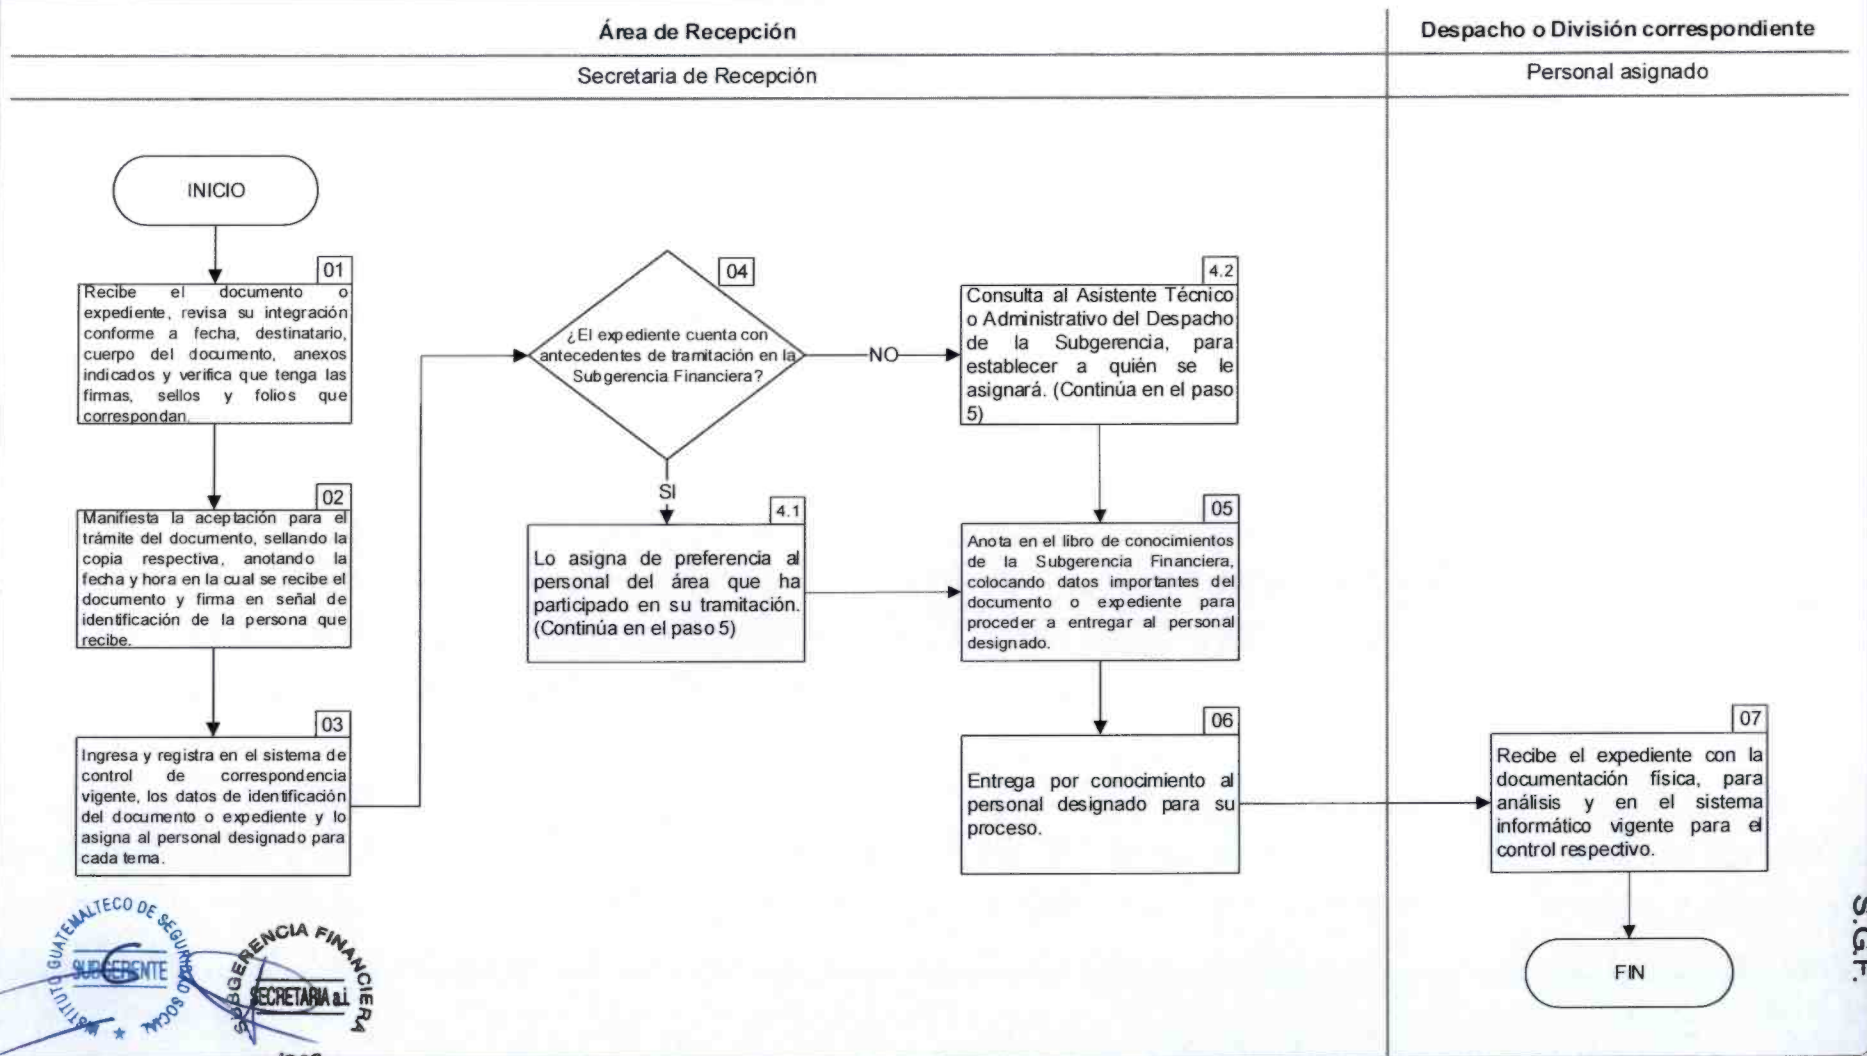 Área de Recepción
Despacho o División correspondiente
Secretaria de Recepción
Personal asignado
INICIO
01
Recibe el documento o
expediente, revisa su integración
conforme a fecha, destinatario,
cuerpo del documento, anexos
indicados y verifica que tenga las
firmas, sellos y folios que
correspondan.
02
Manifiesta la aceptación para el
trámite del documento, sellando la
copia respectiva, anotando la
fecha y hora en la cual se recibe el
documento y firma en señal de
identificación de la persona que
recibe.
03
Ingresa y registra en el sistema de
control de correspondencia
vigente, los datos de identificación
del documento o expediente y lo
asigna al personal designado para
cada tema.
04
¿El expediente cuenta con
antecedentes de tramitación en la
Subgerencia Financiera?
NO
SI
4.1
Lo asigna de preferencia al
personal del área que ha
participado en su tramitación.
(Continúa en el paso 5)
4.2
Consulta al Asistente Técnico
o Administrativo del Despacho
de la Subgerencia, para
establecer a quién se le
asignará. (Continúa en el paso
5)
05
Anota en el libro de conocimientos
de la Subgerencia Financiera,
colocando datos importantes del
documento o expediente para
proceder a entregar al personal
designado.
06
Entrega por conocimiento al
personal designado para su
proceso.
07
Recibe el expediente con la
documentación física, para
análisis y en el sistema
informático vigente para el
control respectivo.
FIN
INSTITUTO GUATEMALTECO DE SEGURIDAD SOCIAL
SUBGERENTE
SUBGERENCIA FINANCIERA
SECRETARIA a.i.
S.G.F.